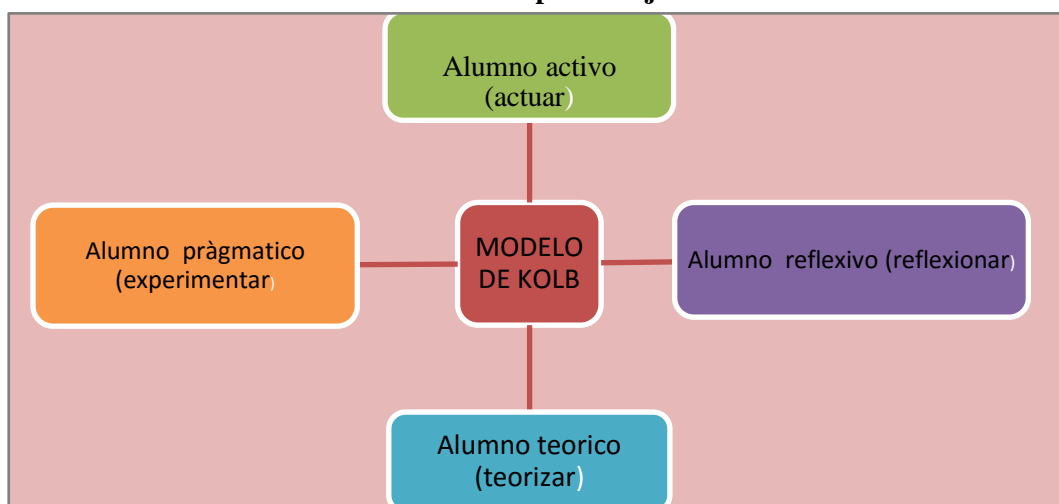 Alumno activo
(actuar)
Alumno pràgmatico
(experimentar)
MODELO
DE KOLB
Alumno reflexivo (reflexionar)
Alumno teorico
(teorizar)